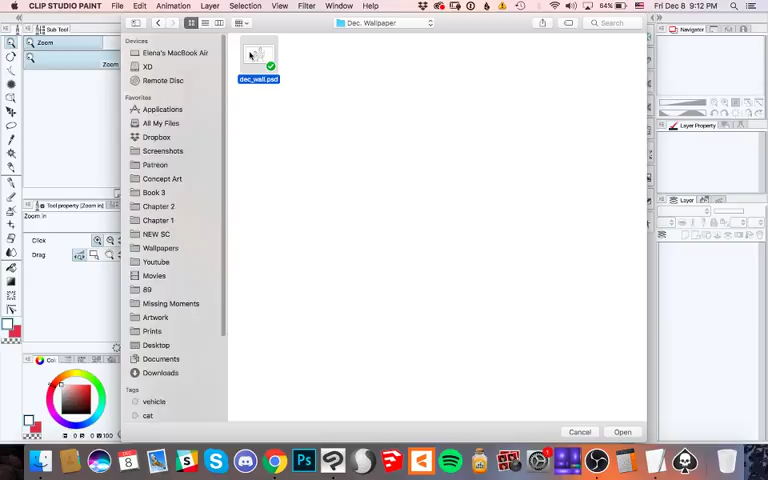 CLIP STUDIO PAINT File Edit Animation Layer Selection View Filter Window Help 64% Fri Dec 8 9:12 PM
Sub Tool
Zoom
Zoom
Tool property [Zoom in]
Zoom in
Click
Drag
Dec. Wallpaper
Search
Devices
Elena's MacBook Air
XD
Remote Disc
Favorites
Applications
All My Files
Dropbox
Screenshots
Patreon
Concept Art
Book 3
Chapter 2
Chapter 1
NEW SC
Wallpapers
Youtube
Movies
89
Missing Moments
Artwork
Prints
Desktop
Documents
Downloads
Tags
vehicle
cat
dec_wall.psd
Cancel Open
Navigator
Layer Property
Layer
DEC
8
Ps